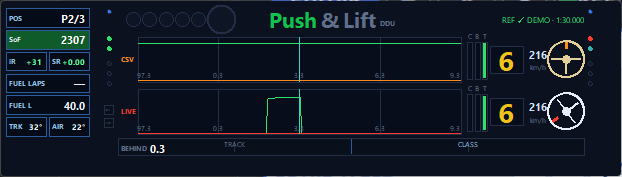 POS P2/3
SoF 2307
IR +31 SR +0.00
FUEL LAPS —
FUEL L 40.0
TRK 32° AIR 22°
Push & Lift DDU
REF ✓ DEMO · 1:30.000
CSV
97.3 0.3 3.3 6.3 9.3
C B T
6
216
km/h
LIVE
97.3 0.3 3.3 6.3 9.3
C B T
6
216
km/h
BEHIND 0.3
TRACK
CLASS